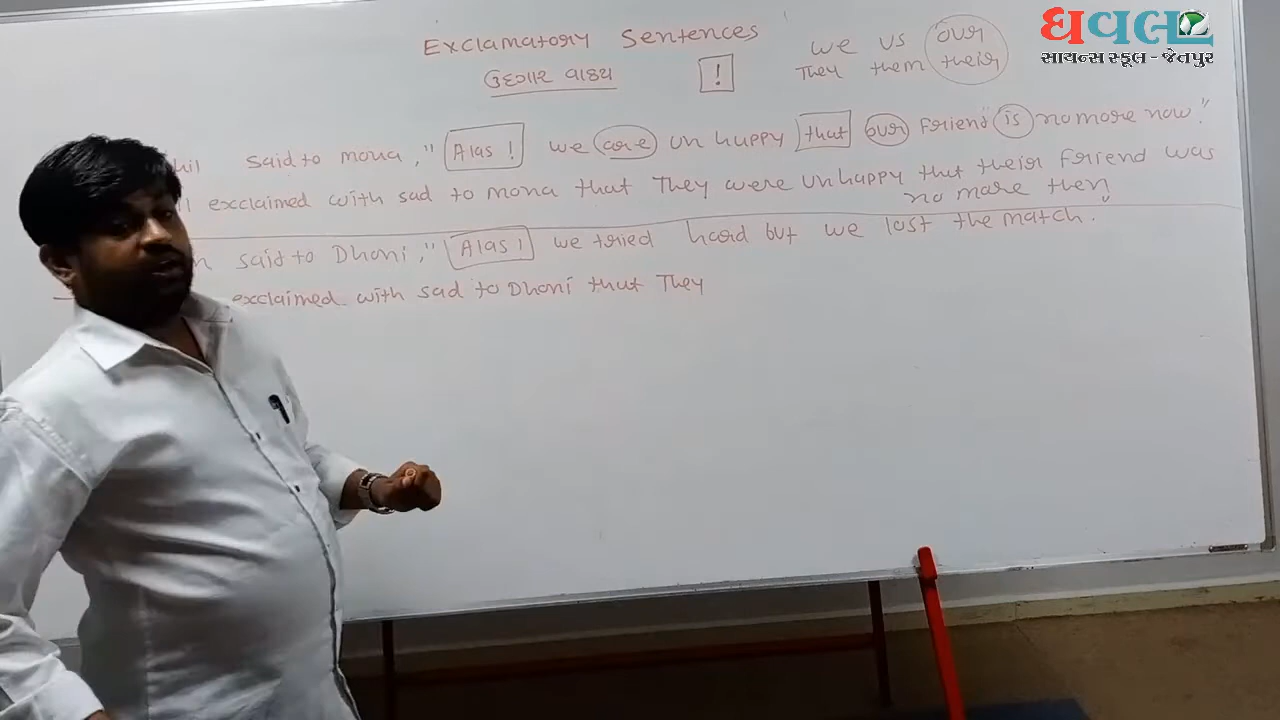 Exclamatory Sentences
ઉદ્દગાર વાક્ય !
we us our
They them their
ધવલ
સાયન્સ સ્કૂલ - જેતપુર
said to mona, " Alas ! we are un happy that our friend is no more now."
exclaimed with sad to mona that They were unhappy that their friend was
no more then
said to Dhoni, " Alas ! we tried hard but we lost the match."
exclaimed with sad to Dhoni that They